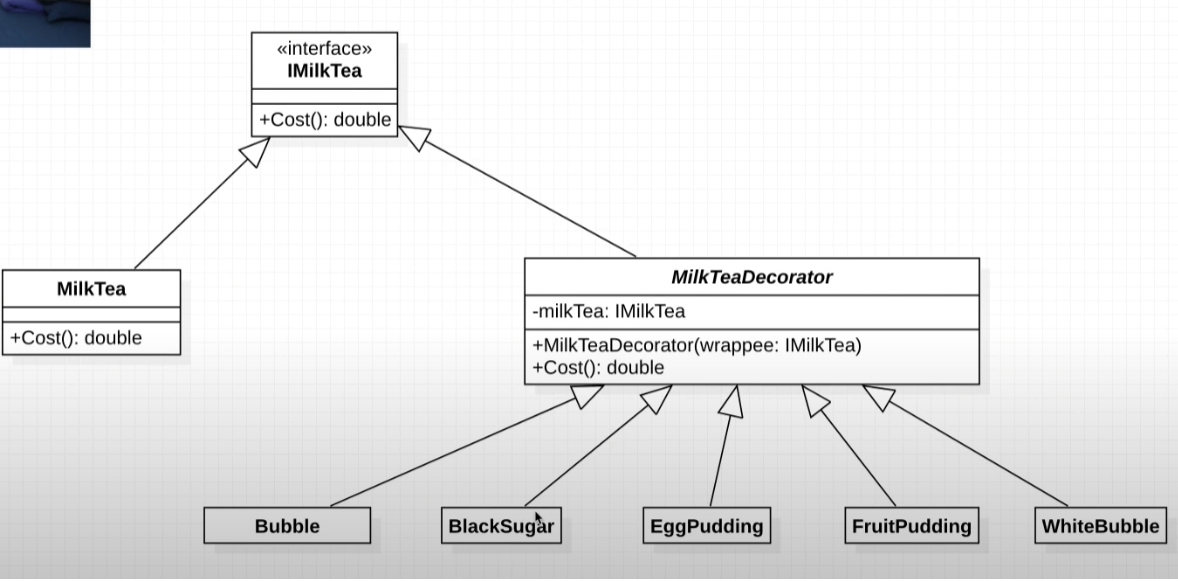 «interface»
IMilkTea
+Cost(): double
MilkTea
+Cost(): double
MilkTeaDecorator
-milkTea: IMilkTea
+MilkTeaDecorator(wrappee: IMilkTea)
+Cost(): double
Bubble
BlackSugar
EggPudding
FruitPudding
WhiteBubble